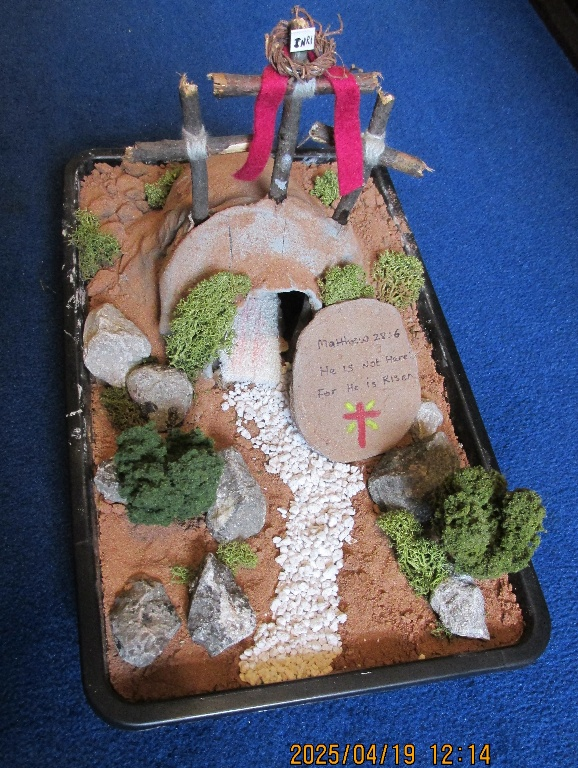 INRI
Matthew 28:6
He is Not Here
For He is Risen
2025/04/19 12:14